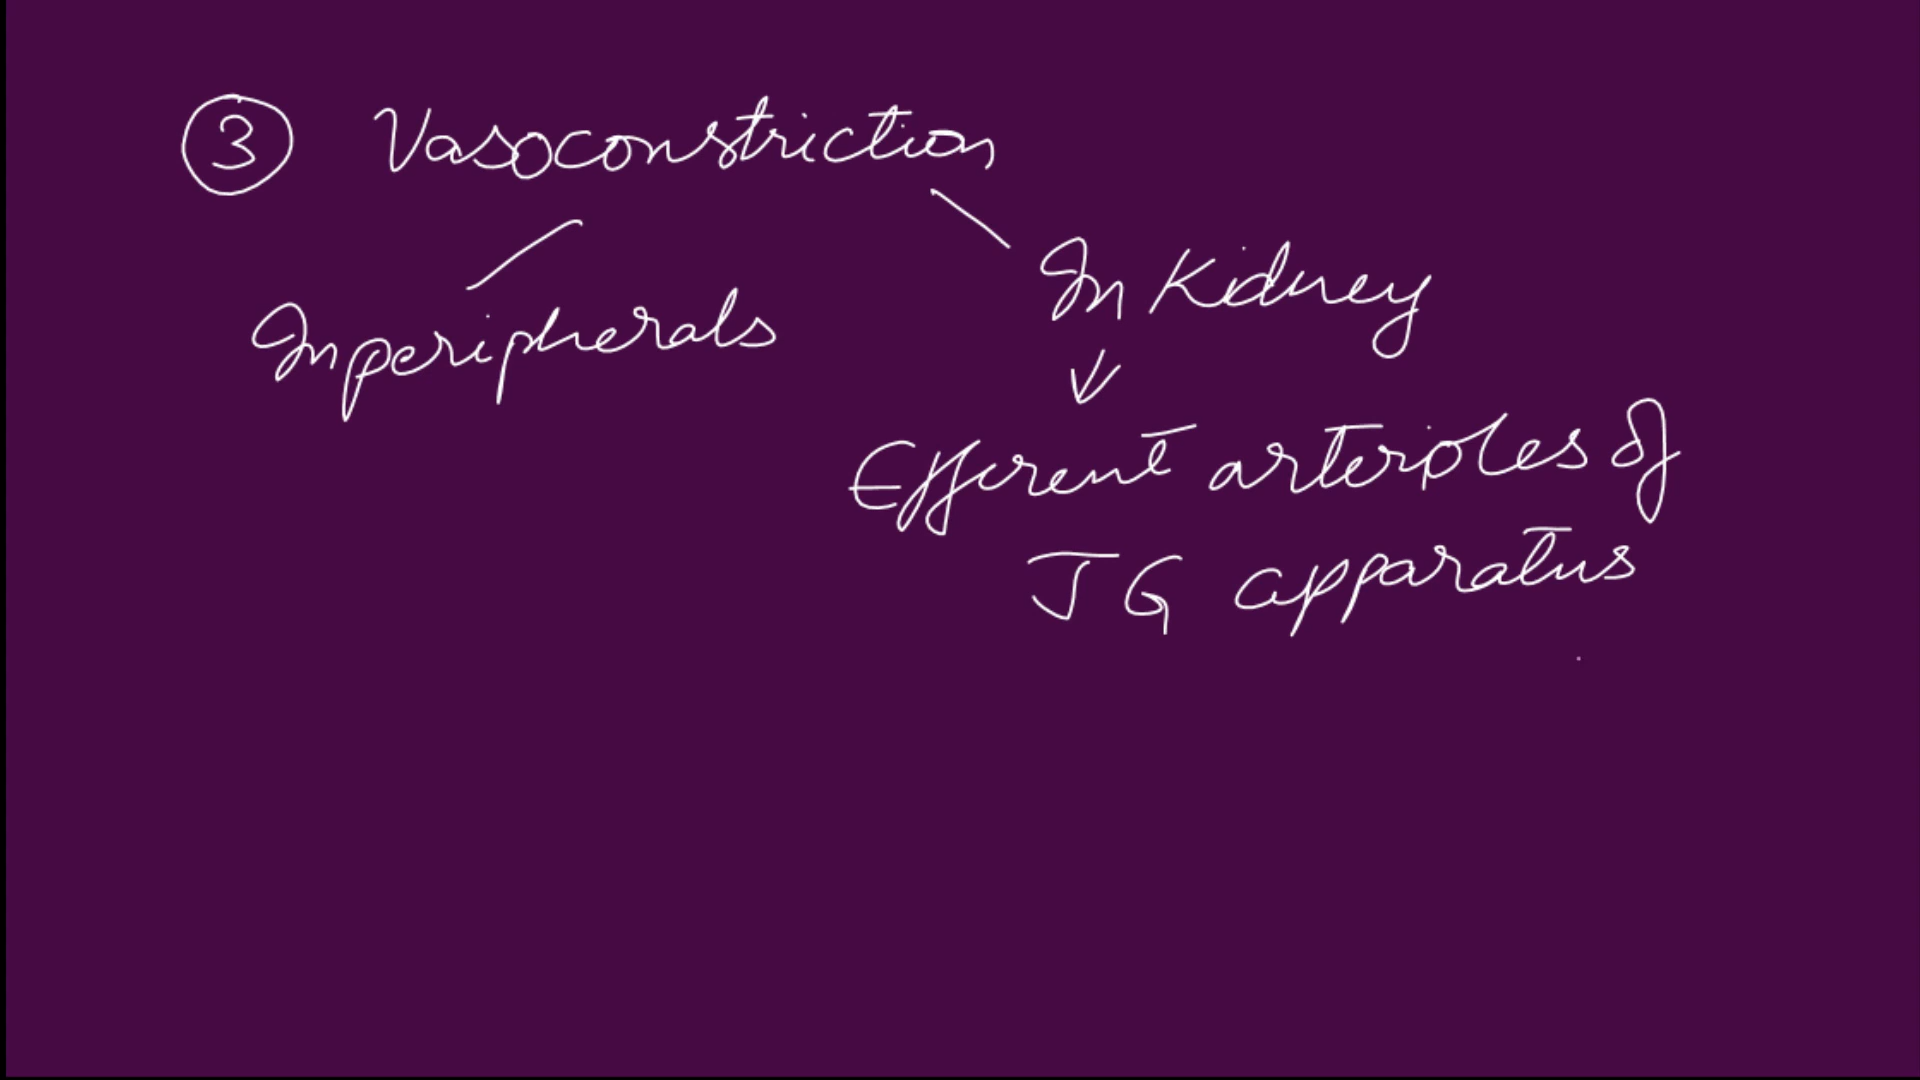 3 Vasoconstriction
In peripherals
In Kidney
Efferent arterioles of
JG apparatus